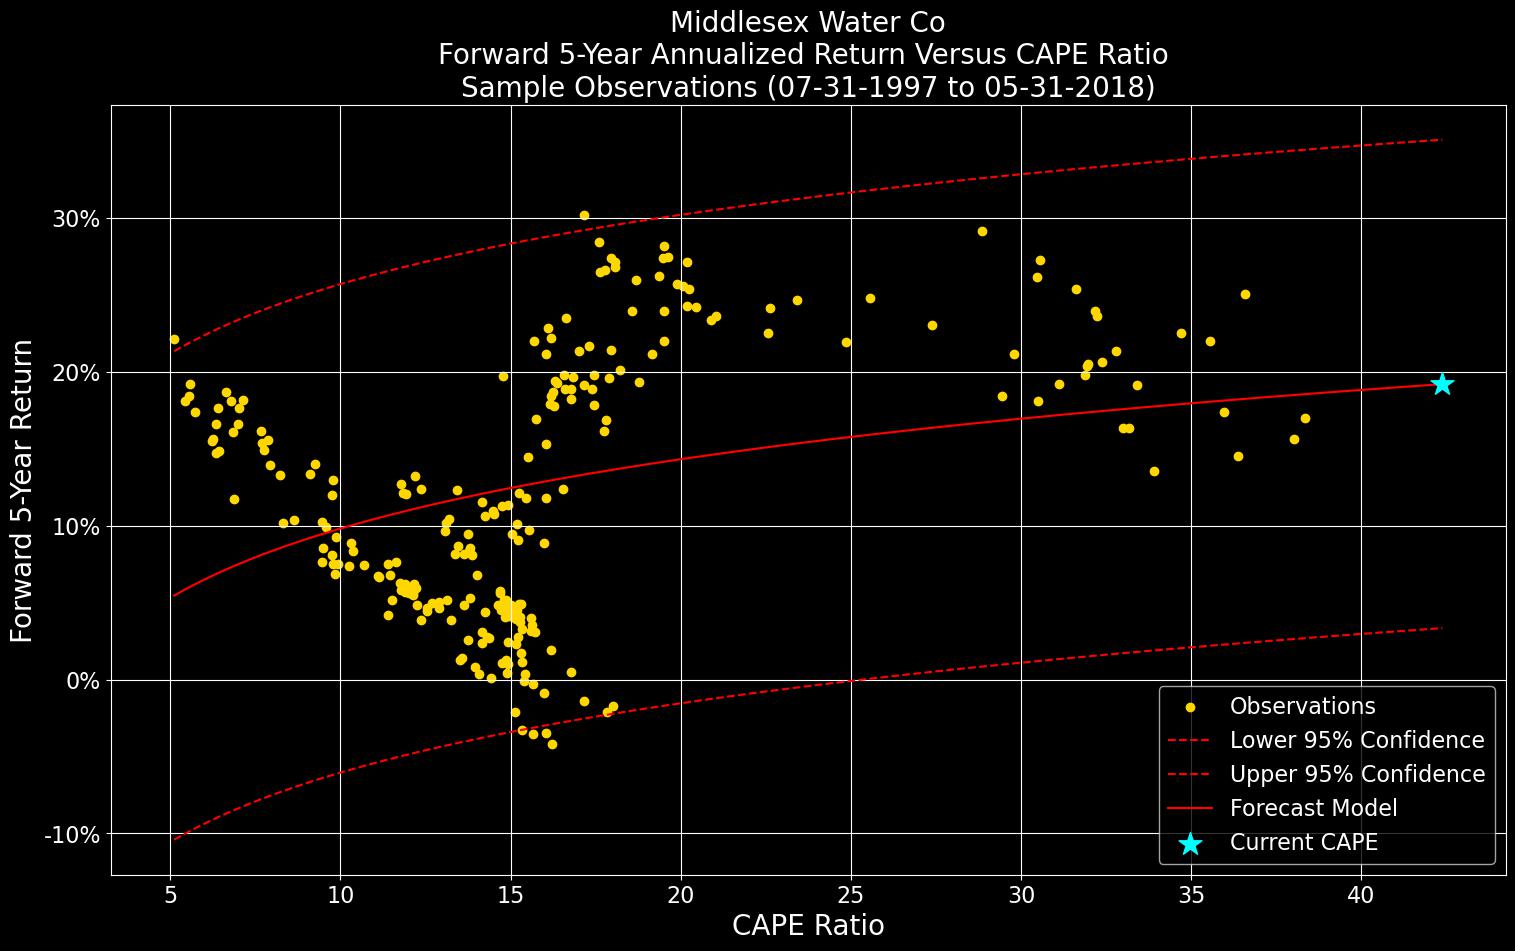 Middlesex Water Co
Forward 5-Year Annualized Return Versus CAPE Ratio
Sample Observations (07-31-1997 to 05-31-2018)
Forward 5-Year Return
30%
20%
10%
0%
-10%
Observations
Lower 95% Confidence
Upper 95% Confidence
Forecast Model
Current CAPE
5 10 15 20 25 30 35 40
CAPE Ratio